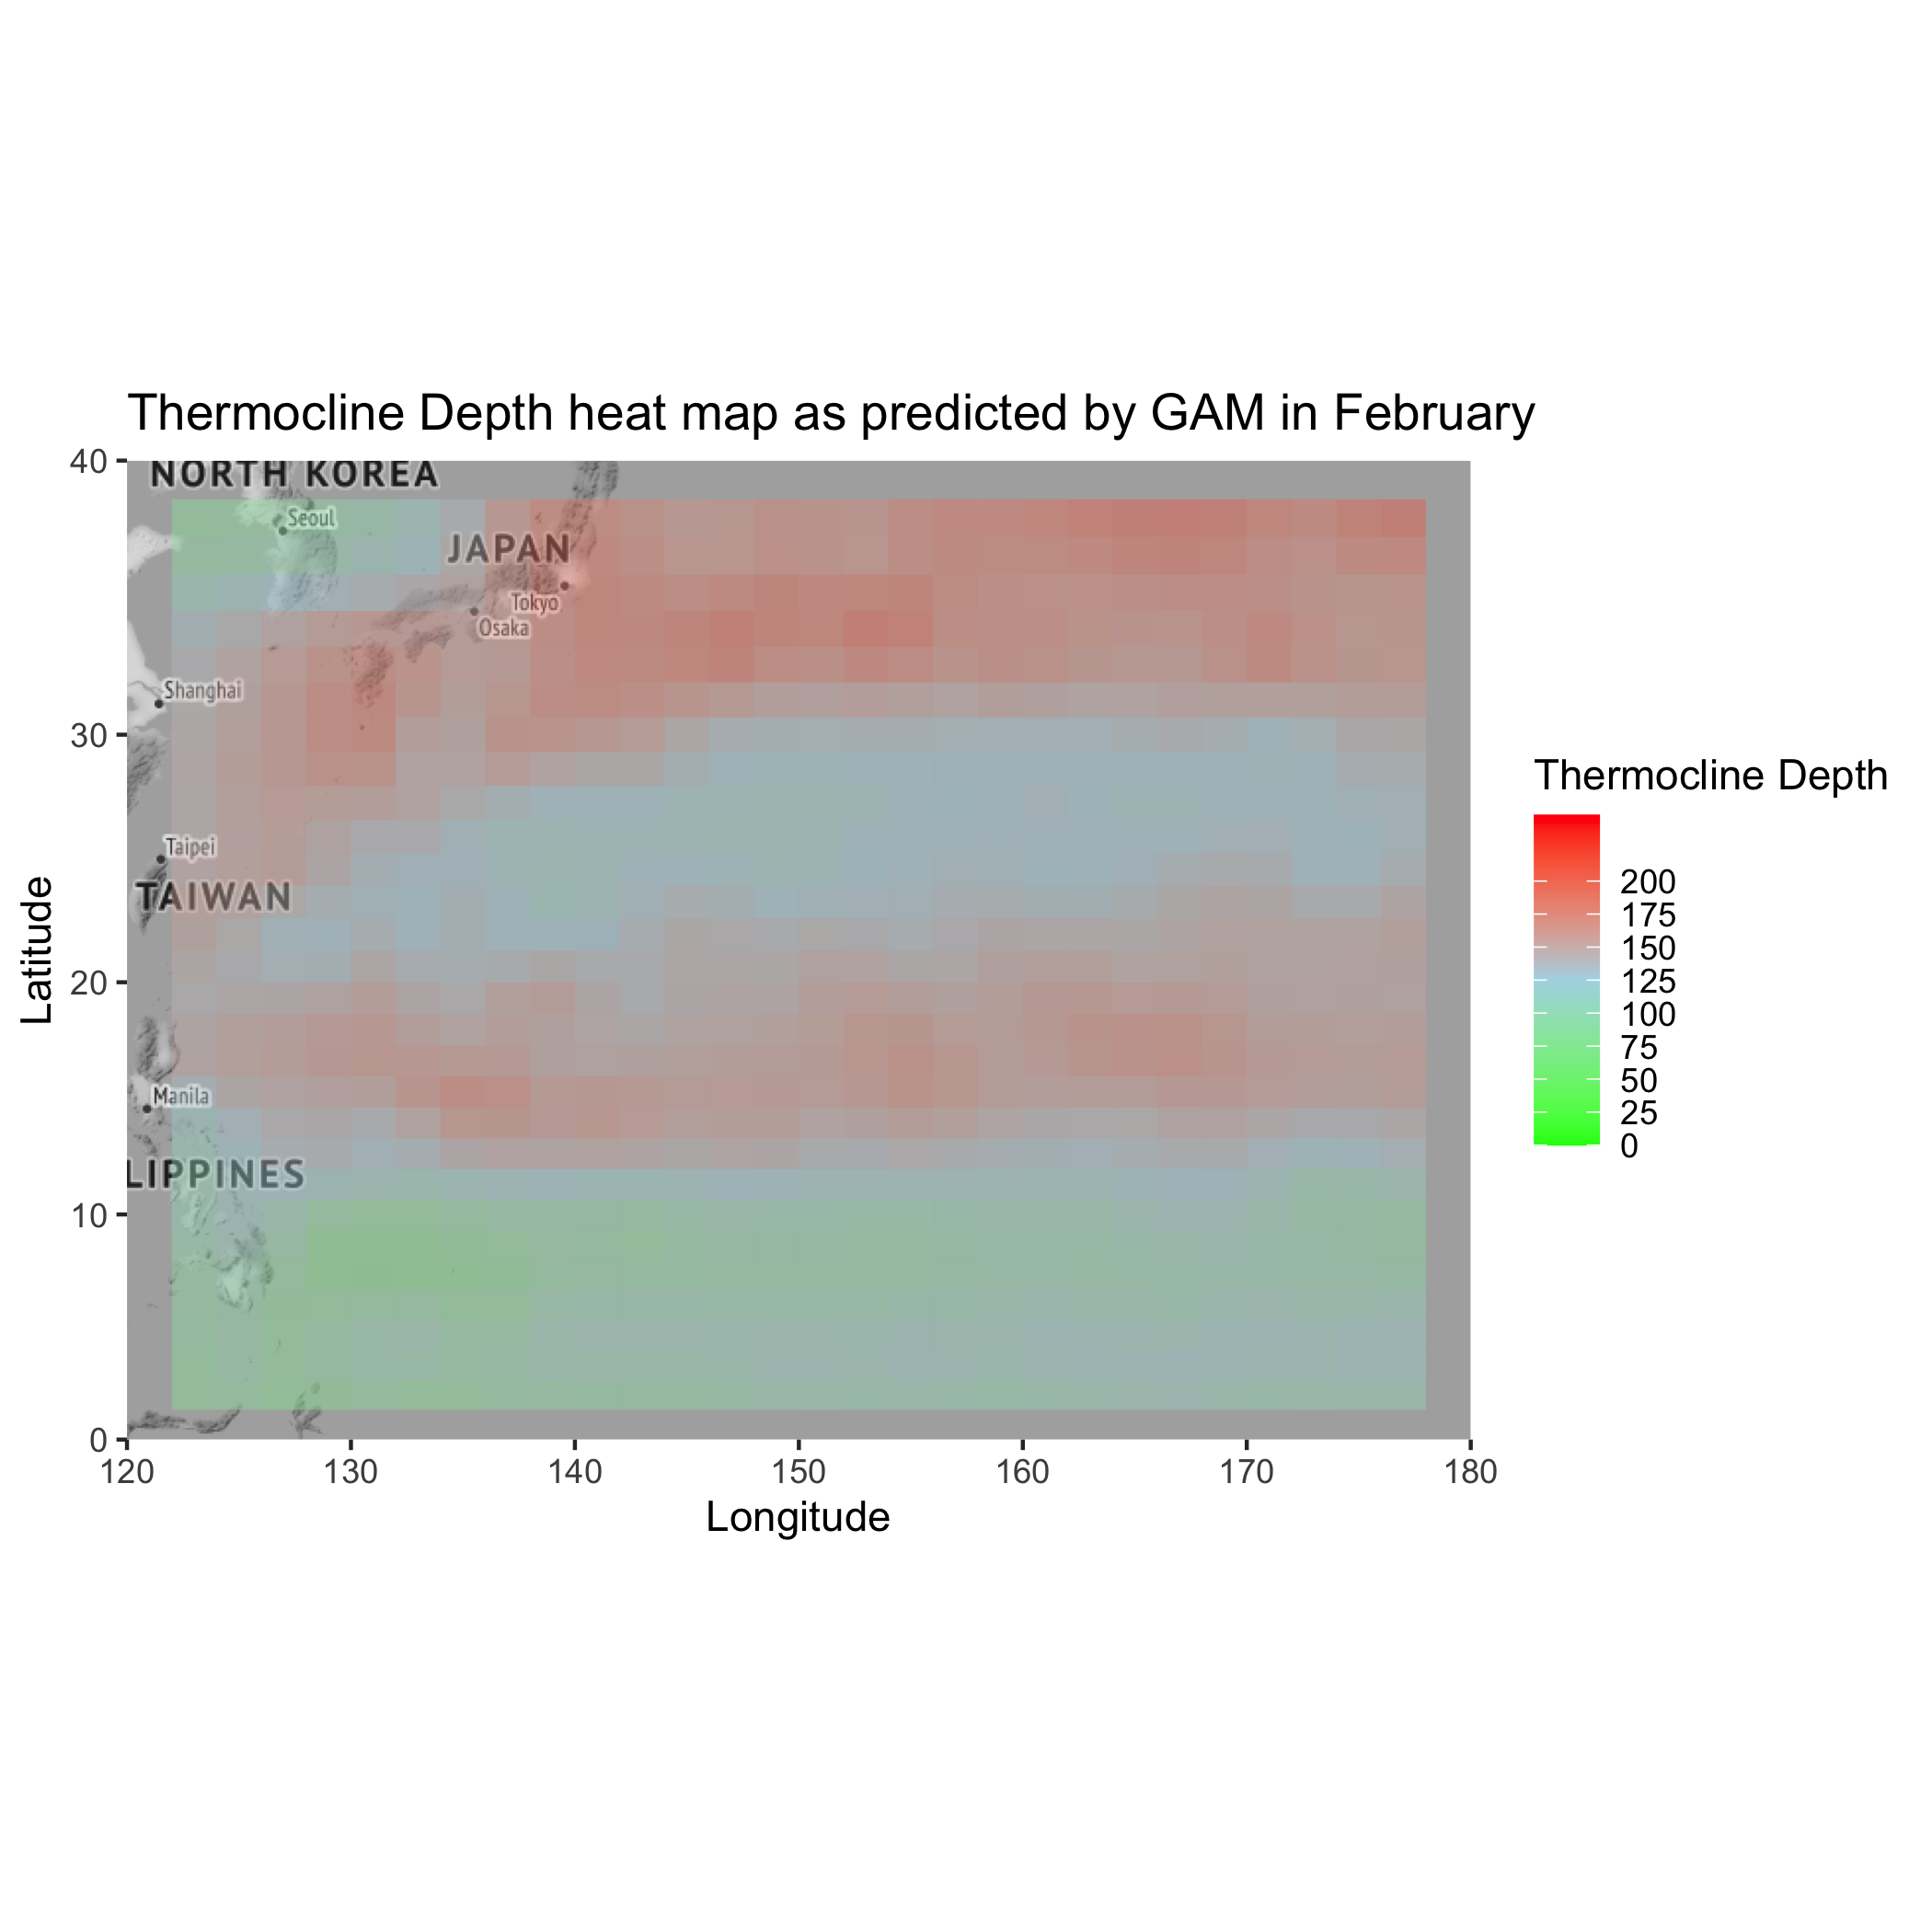 Thermocline Depth heat map as predicted by GAM in February
40
NORTH KOREA
Seoul
JAPAN
Tokyo
Osaka
Shanghai
30
Taipei
TAIWAN
Latitude
20
Manila
LIPPINES
10
0
120 130 140 150 160 170 180
Longitude
Thermocline Depth
200
175
150
125
100
75
50
25
0